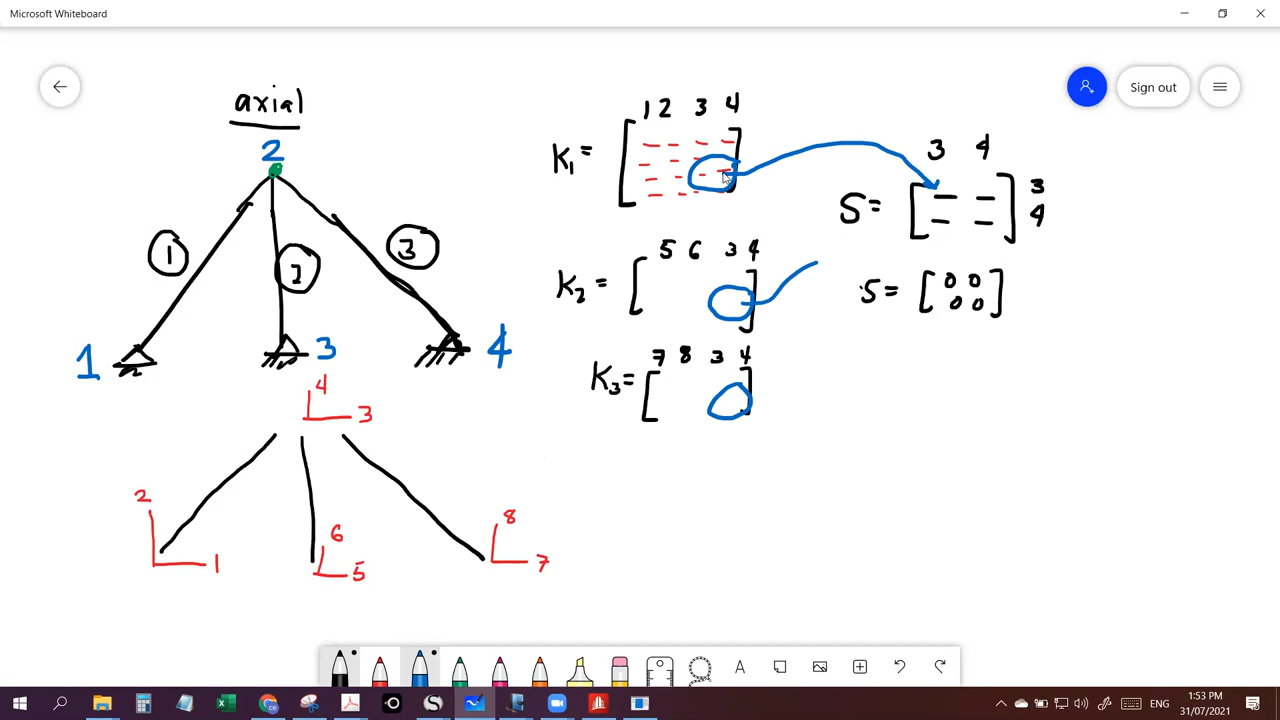 Microsoft Whiteboard
Sign out
axial
2
1
2
3
1
3
4
4
3
2
1
6
5
8
7
1 2 3 4
K1 =
5 6 3 4
K2 =
7 8 3 4
K3 =
3 4
S =
3
4
S = [ 0 0
0 0 ]
A
ENG
1:53 PM
31/07/2021